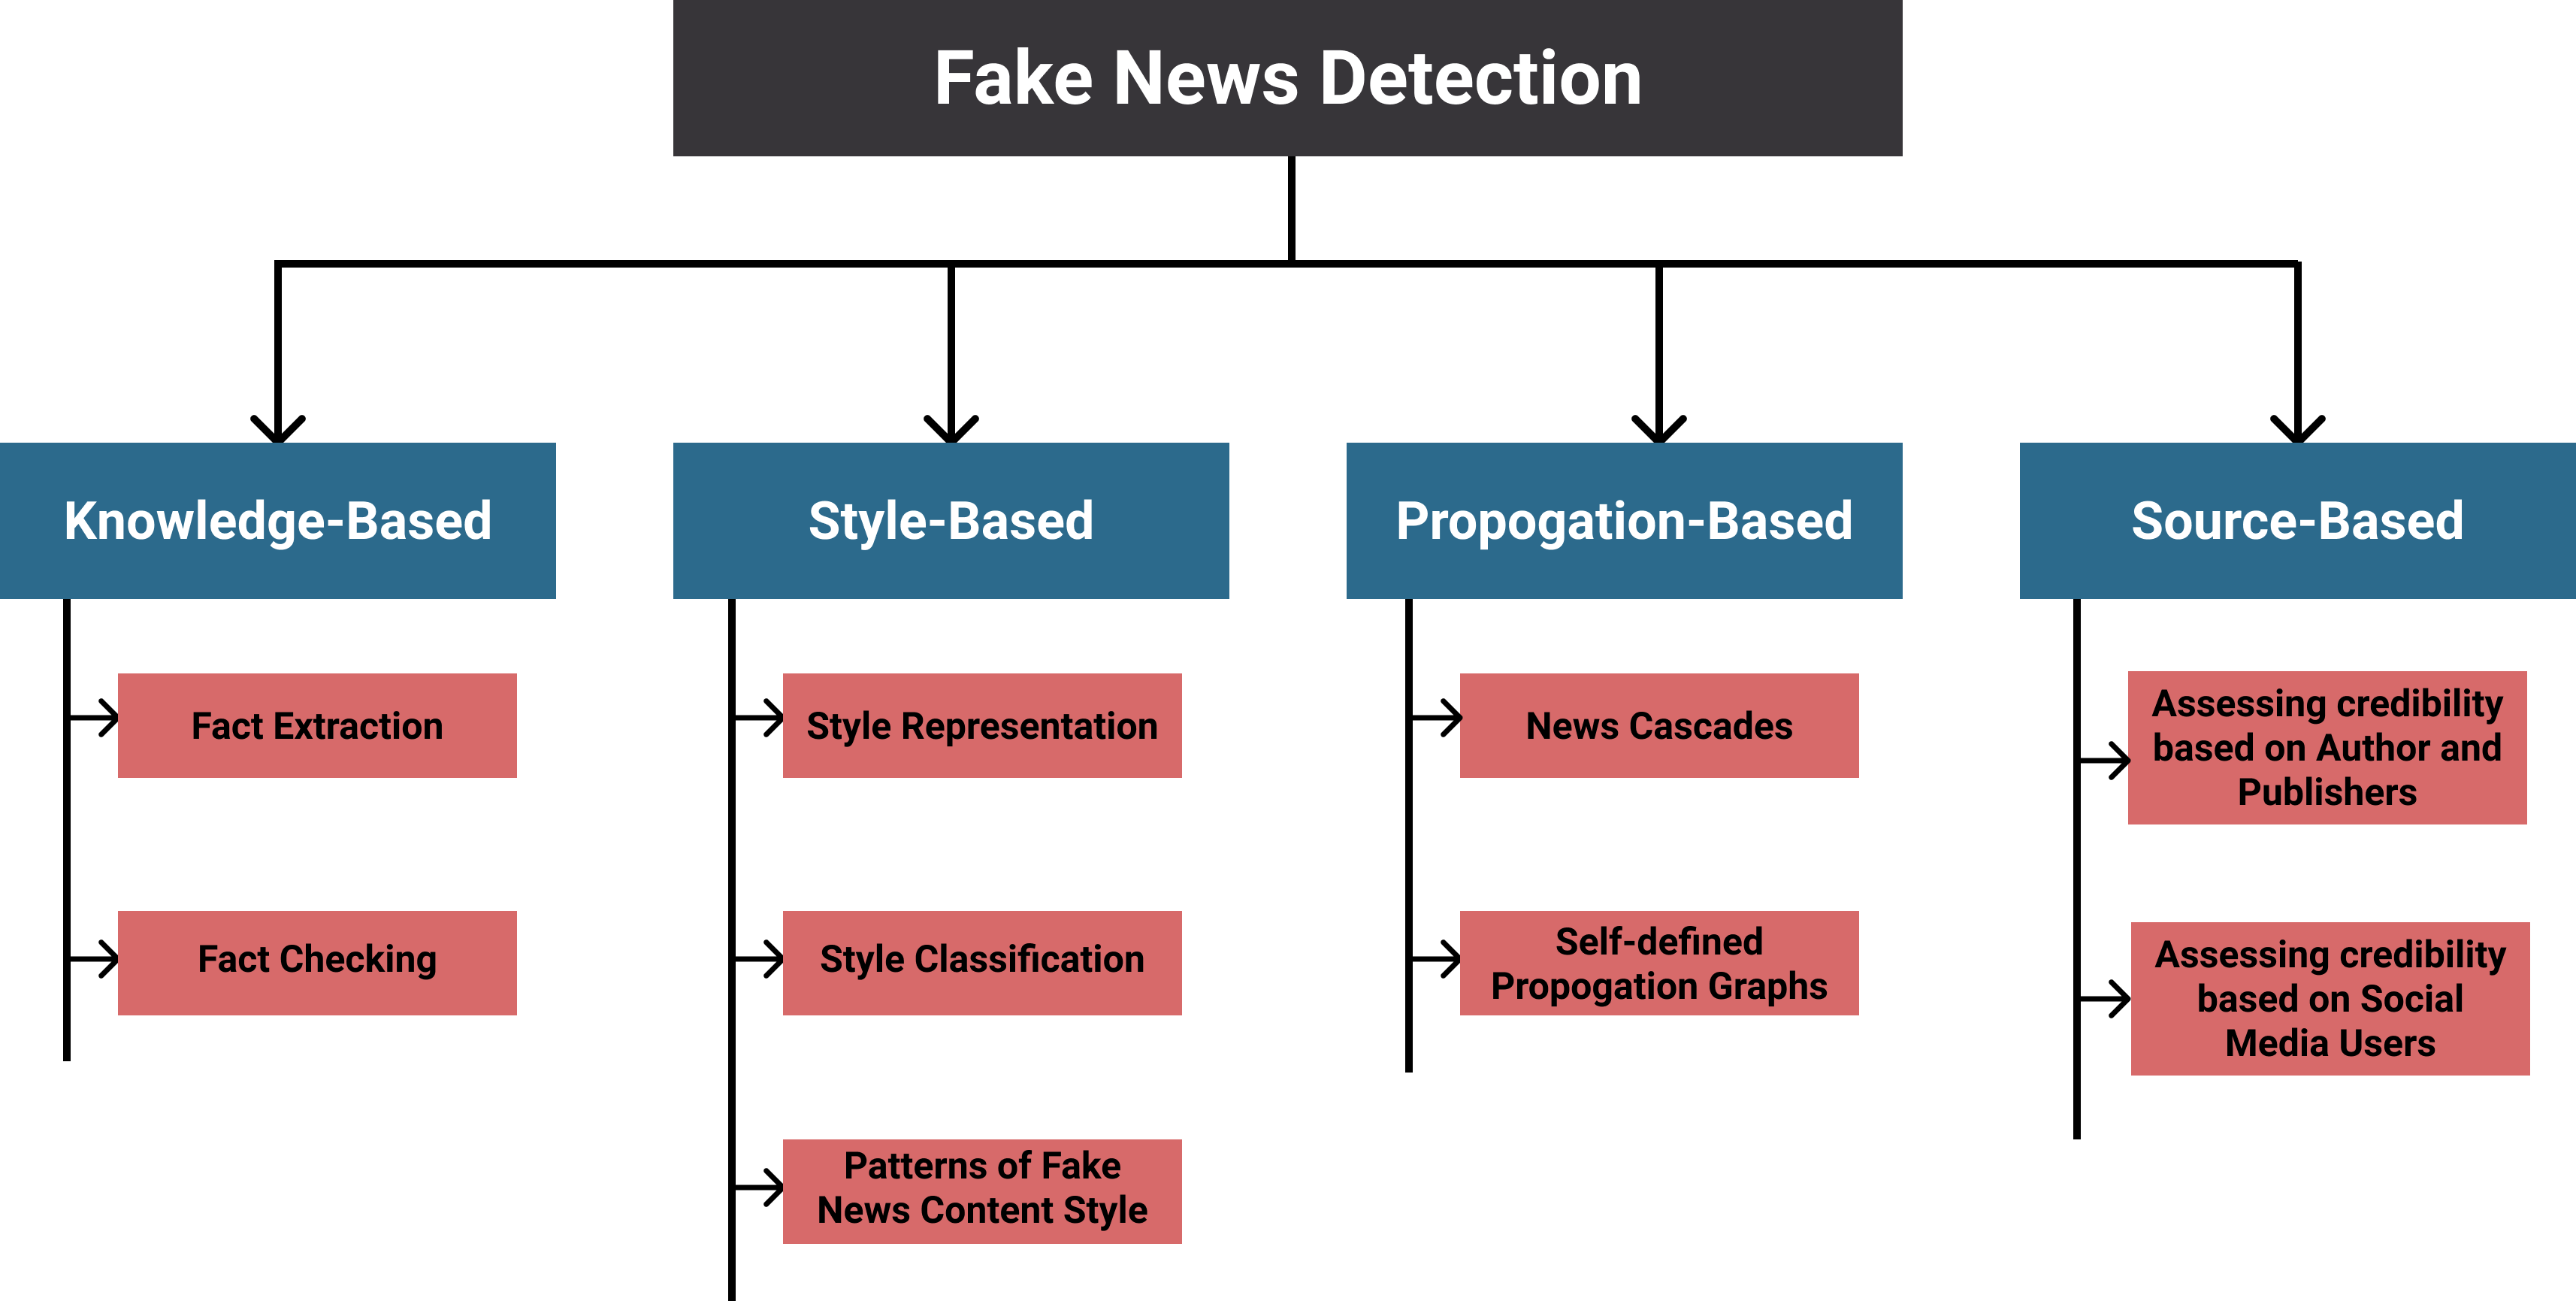 Fake News Detection
Knowledge-Based
Style-Based
Propogation-Based
Source-Based
Fact Extraction
Fact Checking
Style Representation
Style Classification
Patterns of Fake
News Content Style
News Cascades
Self-defined
Propogation Graphs
Assessing credibility
based on Author and
Publishers
Assessing credibility
based on Social
Media Users